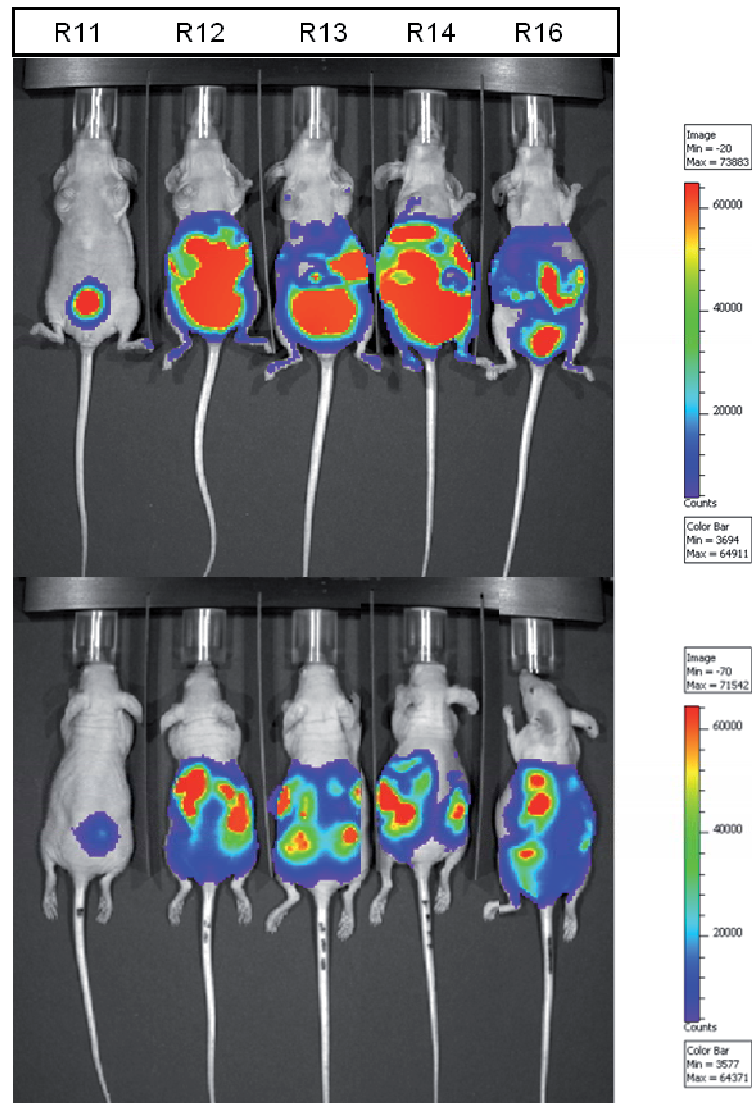 R11 R12 R13 R14 R16
Image
Min = -20
Max = 73883
60000
40000
20000
Counts
Color Bar
Min = 3694
Max = 64911
Image
Min = -70
Max = 71542
60000
40000
20000
Counts
Color Bar
Min = 3577
Max = 64371